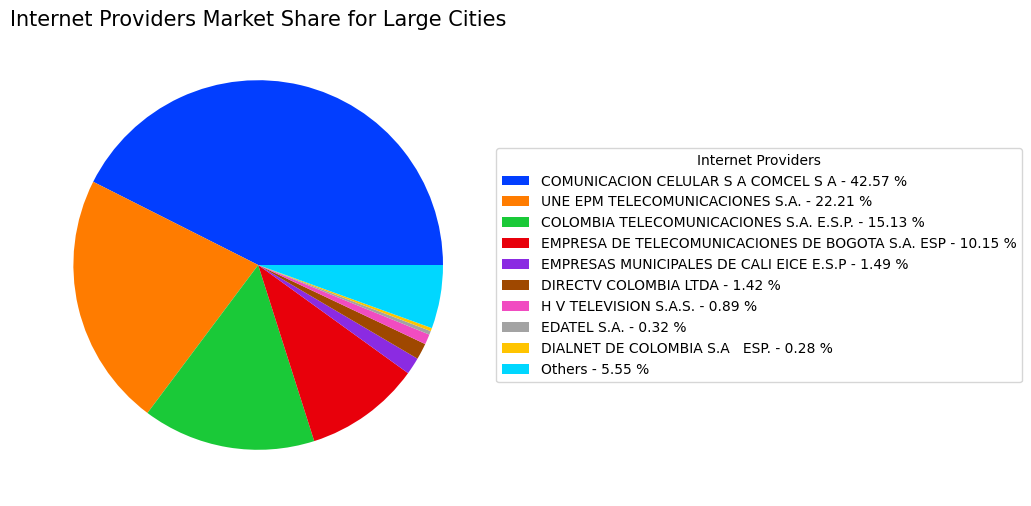 Internet Providers Market Share for Large Cities
Internet Providers
COMUNICACION CELULAR S A COMCEL S A - 42.57 %
UNE EPM TELECOMUNICACIONES S.A. - 22.21 %
COLOMBIA TELECOMUNICACIONES S.A. E.S.P. - 15.13 %
EMPRESA DE TELECOMUNICACIONES DE BOGOTA S.A. ESP - 10.15 %
EMPRESAS MUNICIPALES DE CALI EICE E.S.P - 1.49 %
DIRECTV COLOMBIA LTDA - 1.42 %
H V TELEVISION S.A.S. - 0.89 %
EDATEL S.A. - 0.32 %
DIALNET DE COLOMBIA S.A   ESP. - 0.28 %
Others - 5.55 %